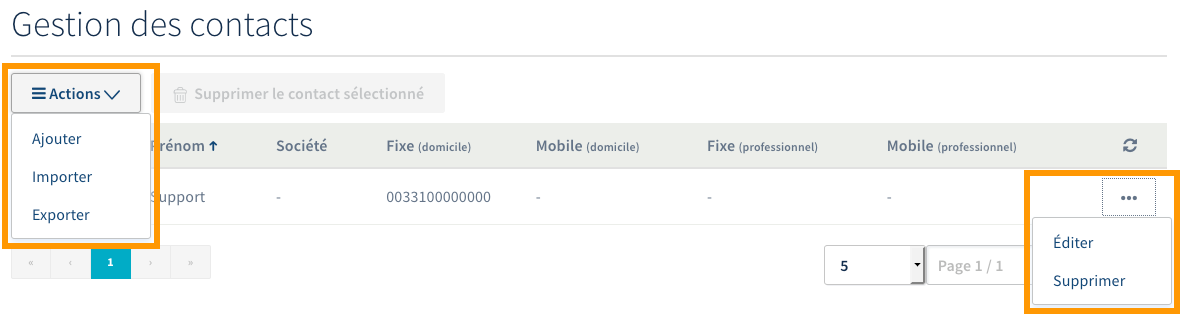 Gestion des contacts
Actions
Supprimer le contact sélectionné
Ajouter
Importer
Exporter
Prénom Société Fixe (domicile) Mobile (domicile) Fixe (professionnel) Mobile (professionnel)
Support - 0033100000000 - - -
Éditer
Supprimer
« ‹ 1 › »
5
Page 1 / 1